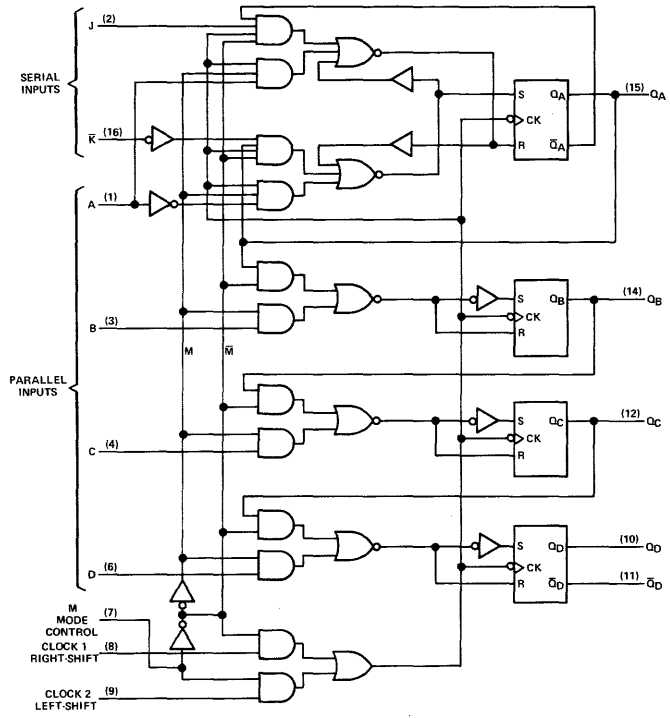 J (2)
SERIAL
INPUTS
K̅ (16)
A (1)
(15) Q_A
S Q_A
CK
R Q̅_A
B (3)
M M̅
(14) Q_B
S Q_B
CK
R
PARALLEL
INPUTS
C (4)
(12) Q_C
S Q_C
CK
R
D (6)
(10) Q_D
S Q_D
CK
(11) Q̅_D
R Q̅_D
M
MODE
CONTROL
(7)
CLOCK 1
RIGHT-SHIFT
(8)
CLOCK 2
LEFT-SHIFT
(9)